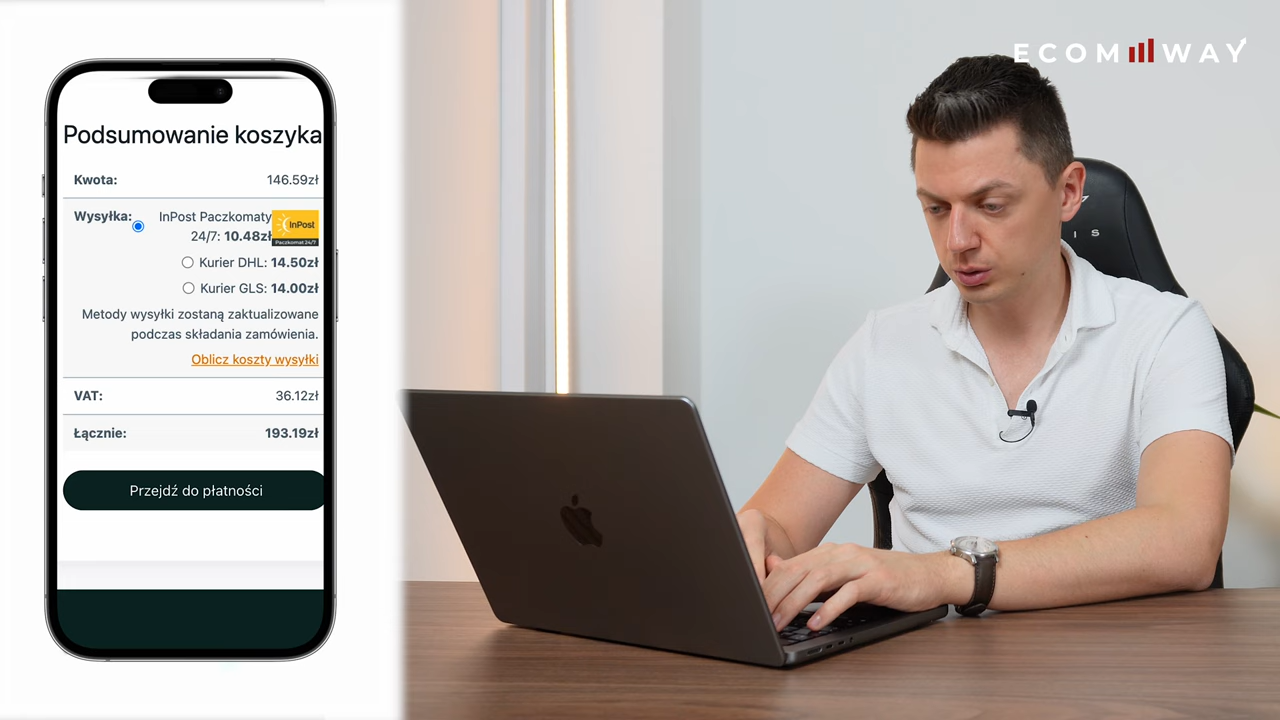 Podsumowanie koszyka
Kwota: 146.59zł
Wysyłka: InPost Paczkomaty
24/7: 10.48zł
InPost
Paczkomat 24/7
Kurier DHL: 14.50zł
Kurier GLS: 14.00zł
Metody wysyłki zostaną zaktualizowane
podczas składania zamówienia.
Oblicz koszty wysyłki
VAT: 36.12zł
Łącznie: 193.19zł
Przejdź do płatności
ECOM WAY
I S